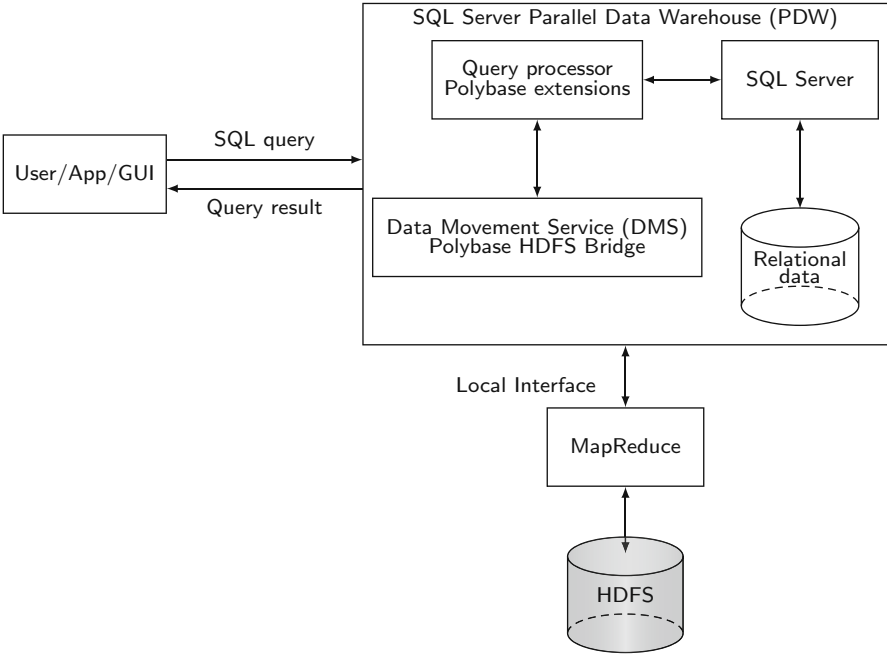 SQL Server Parallel Data Warehouse (PDW)
Query processor
Polybase extensions
SQL Server
SQL query
User/App/GUI
Query result
Data Movement Service (DMS)
Polybase HDFS Bridge
Relational
data
Local Interface
MapReduce
HDFS